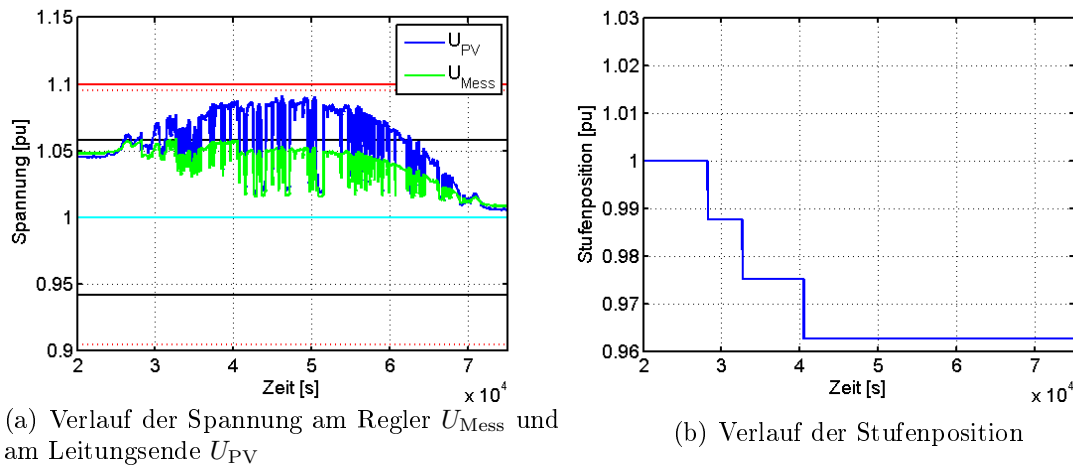 1.15
1.1
1.05
1
0.95
0.9
Spannung [pu]
U_PV
U_Mess
2 3 4 5 6 7
Zeit [s]
x 10^4
(a) Verlauf der Spannung am Regler U_Mess und
am Leitungsende U_PV
1.03
1.02
1.01
1
0.99
0.98
0.97
0.96
Stufenposition [pu]
2 3 4 5 6 7
Zeit [s]
x 10^4
(b) Verlauf der Stufenposition